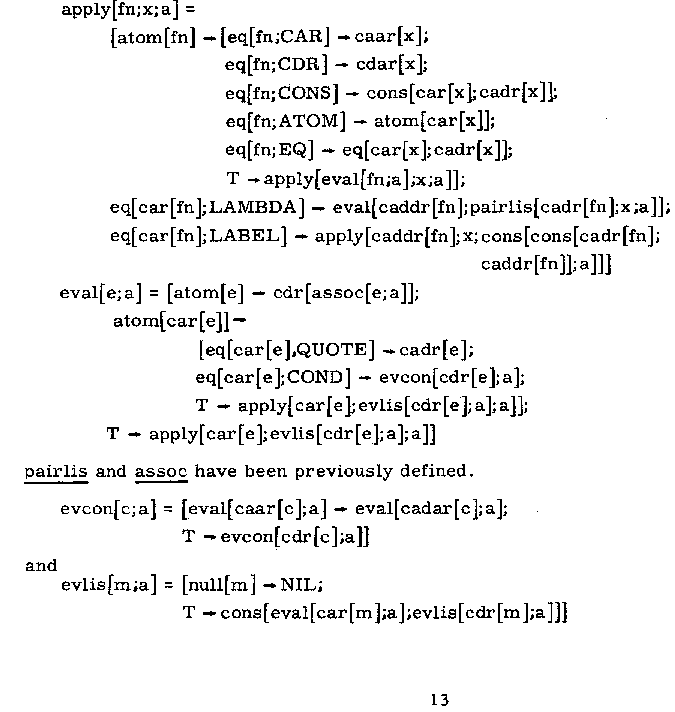 apply[fn;x;a] =
[atom[fn] → [eq[fn;CAR] → caar[x];
eq[fn;CDR] → cdar[x];
eq[fn;CONS] → cons[car[x];cadr[x]];
eq[fn;ATOM] → atom[car[x]];
eq[fn;EQ] → eq[car[x];cadr[x]];
T → apply[eval[fn;a];x;a]];
eq[car[fn];LAMBDA] → eval[caddr[fn];pairlis[cadr[fn];x;a]];
eq[car[fn];LABEL] → apply[caddr[fn];x;cons[cons[cadr[fn];
caddr[fn]];a]]]
eval[e;a] = [atom[e] → cdr[assoc[e;a]];
atom[car[e]] →
[eq[car[e],QUOTE] → cadr[e];
eq[car[e];COND] → evcon[cdr[e];a];
T → apply[car[e];evlis[cdr[e];a];a]];
T → apply[car[e];evlis[cdr[e];a];a]]
pairlis and assoc have been previously defined.
evcon[c;a] = [eval[caar[c];a] → eval[cadar[c];a];
T → evcon[cdr[c];a]]
and
evlis[m;a] = [null[m] → NIL;
T → cons[eval[car[m];a];evlis[cdr[m];a]]]
13